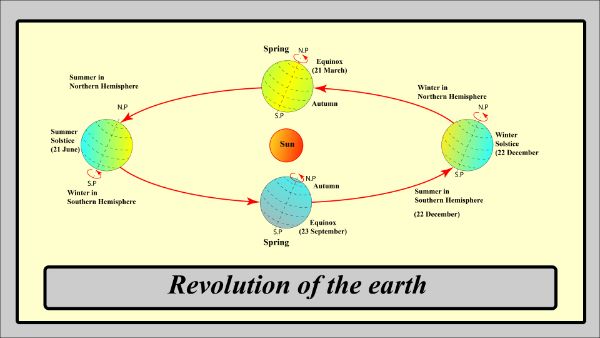 Spring
N.P
Equinox
(21 March)
Autumn
S.P
Summer in
Northern Hemisphere
Winter in
Northern Hemisphere
N.P
Summer
Solstice
(21 June)
S.P
Winter in
Southern Hemisphere
Sun
N.P
Winter
Solstice
(22 December
S.P
Summer in
Southern Hemisphere
(22 December)
N.P
Autumn
S.P
Equinox
(23 September)
Spring
Revolution of the earth